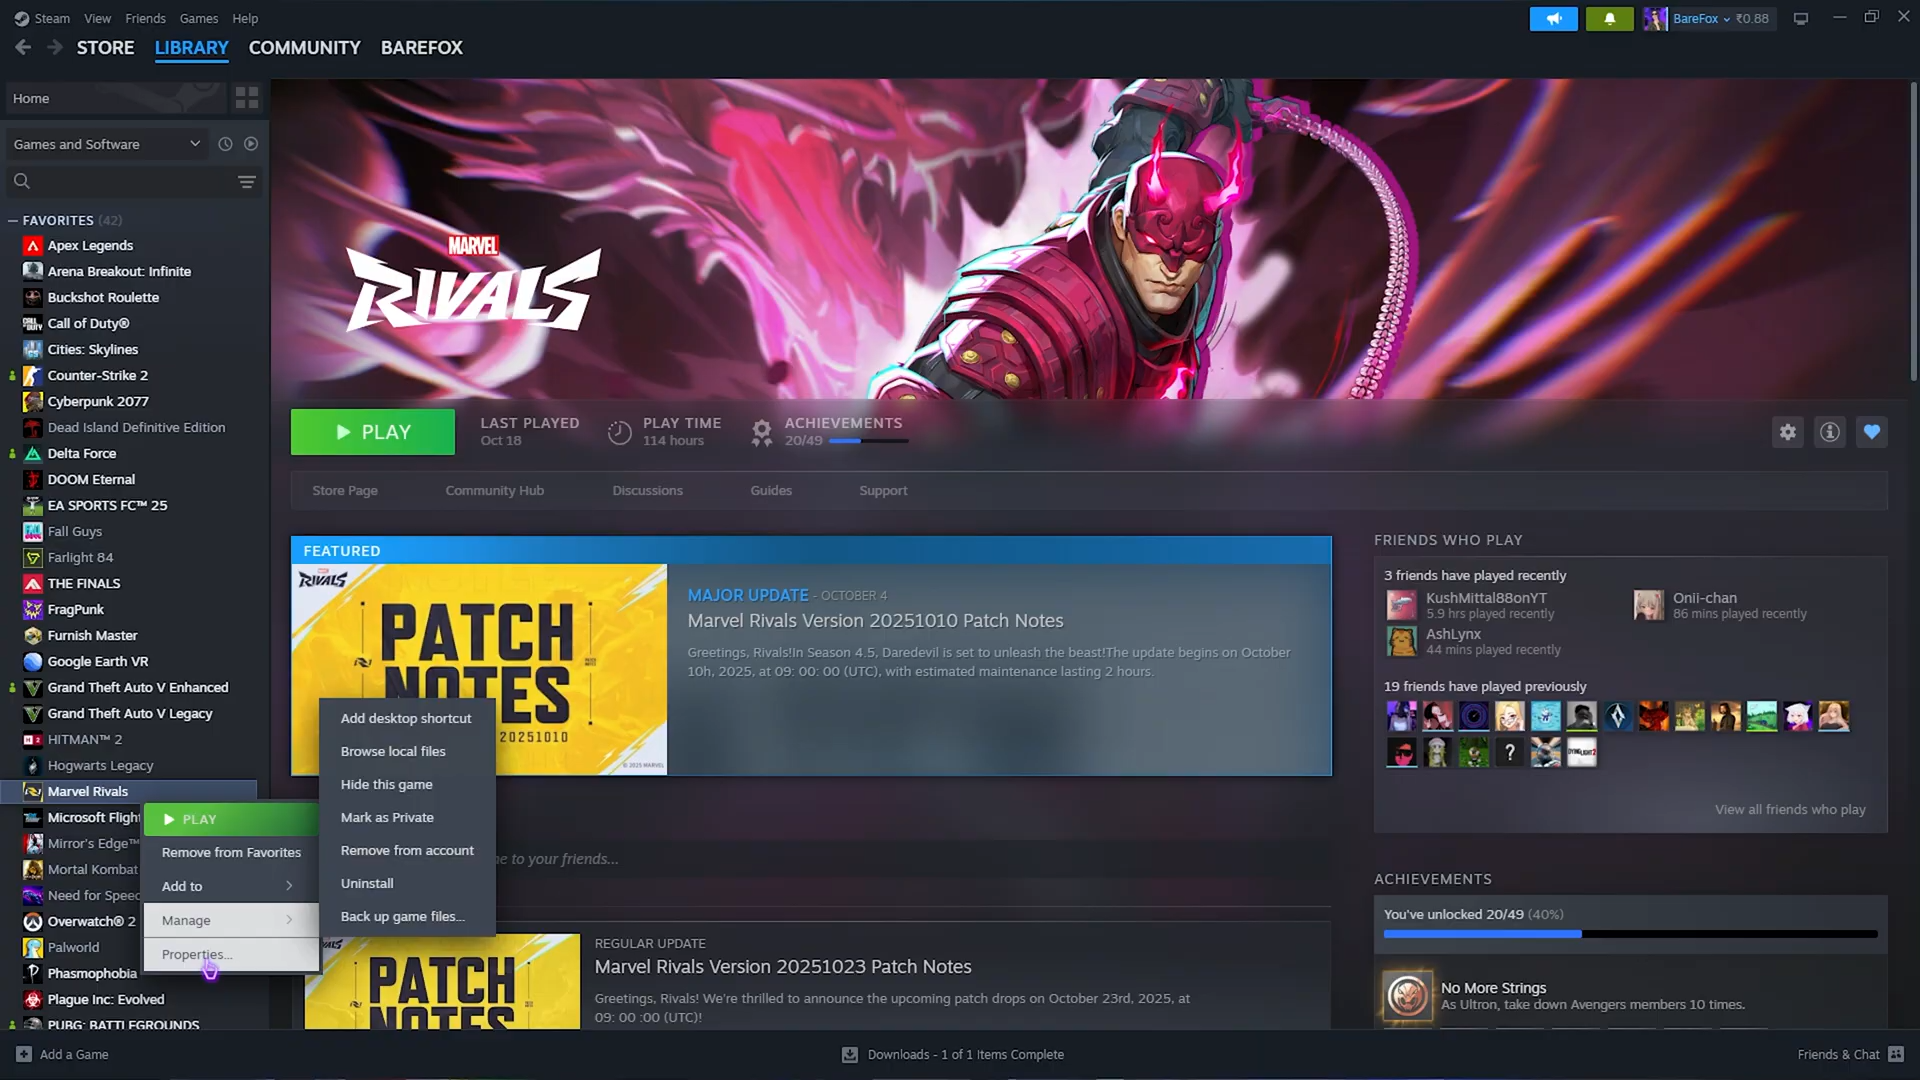 Steam View Friends Games Help
BareFox ₹0.88
STORE LIBRARY COMMUNITY BAREFOX
Home
Games and Software
FAVORITES (42)
Apex Legends
Arena Breakout: Infinite
Buckshot Roulette
Call of Duty®
Cities: Skylines
Counter-Strike 2
Cyberpunk 2077
Dead Island Definitive Edition
Delta Force
DOOM Eternal
EA SPORTS FC™ 25
Fall Guys
Farlight 84
THE FINALS
FragPunk
Furnish Master
Google Earth VR
Grand Theft Auto V Enhanced
Grand Theft Auto V Legacy
HITMAN™ 2
Hogwarts Legacy
Marvel Rivals
Microsoft Flight
Mirror's Edge™
Mortal Kombat
Need for Speed
Overwatch® 2
Palworld
Phasmophobia
Plague Inc: Evolved
PUBG: BATTLEGROUNDS
PLAY
Remove from Favorites
Add to
Manage
Properties...
Add desktop shortcut
Browse local files
Hide this game
Mark as Private
Remove from account
Uninstall
Back up game files...
MARVEL
RIVALS
PLAY
LAST PLAYED
Oct 18
PLAY TIME
114 hours
ACHIEVEMENTS
20/49
Store Page Community Hub Discussions Guides Support
FEATURED
RIVALS
PATCH
NOTES
20251010
© 2025 MARVEL
MAJOR UPDATE - OCTOBER 4
Marvel Rivals Version 20251010 Patch Notes
Greetings, Rivals!In Season 4.5, Daredevil is set to unleash the beast!The update begins on October
10h, 2025, at 09: 00: 00 (UTC), with estimated maintenance lasting 2 hours.
me to your friends...
PATCH
NOTES
REGULAR UPDATE
Marvel Rivals Version 20251023 Patch Notes
Greetings, Rivals! We're thrilled to announce the upcoming patch drops on October 23rd, 2025, at
09: 00 :00 (UTC)!
FRIENDS WHO PLAY
3 friends have played recently
KushMittal88onYT
5.9 hrs played recently
Onii-chan
86 mins played recently
AshLynx
44 mins played recently
19 friends have played previously
?
View all friends who play
ACHIEVEMENTS
You've unlocked 20/49 (40%)
No More Strings
As Ultron, take down Avengers members 10 times.
Add a Game
Downloads - 1 of 1 Items Complete
Friends & Chat